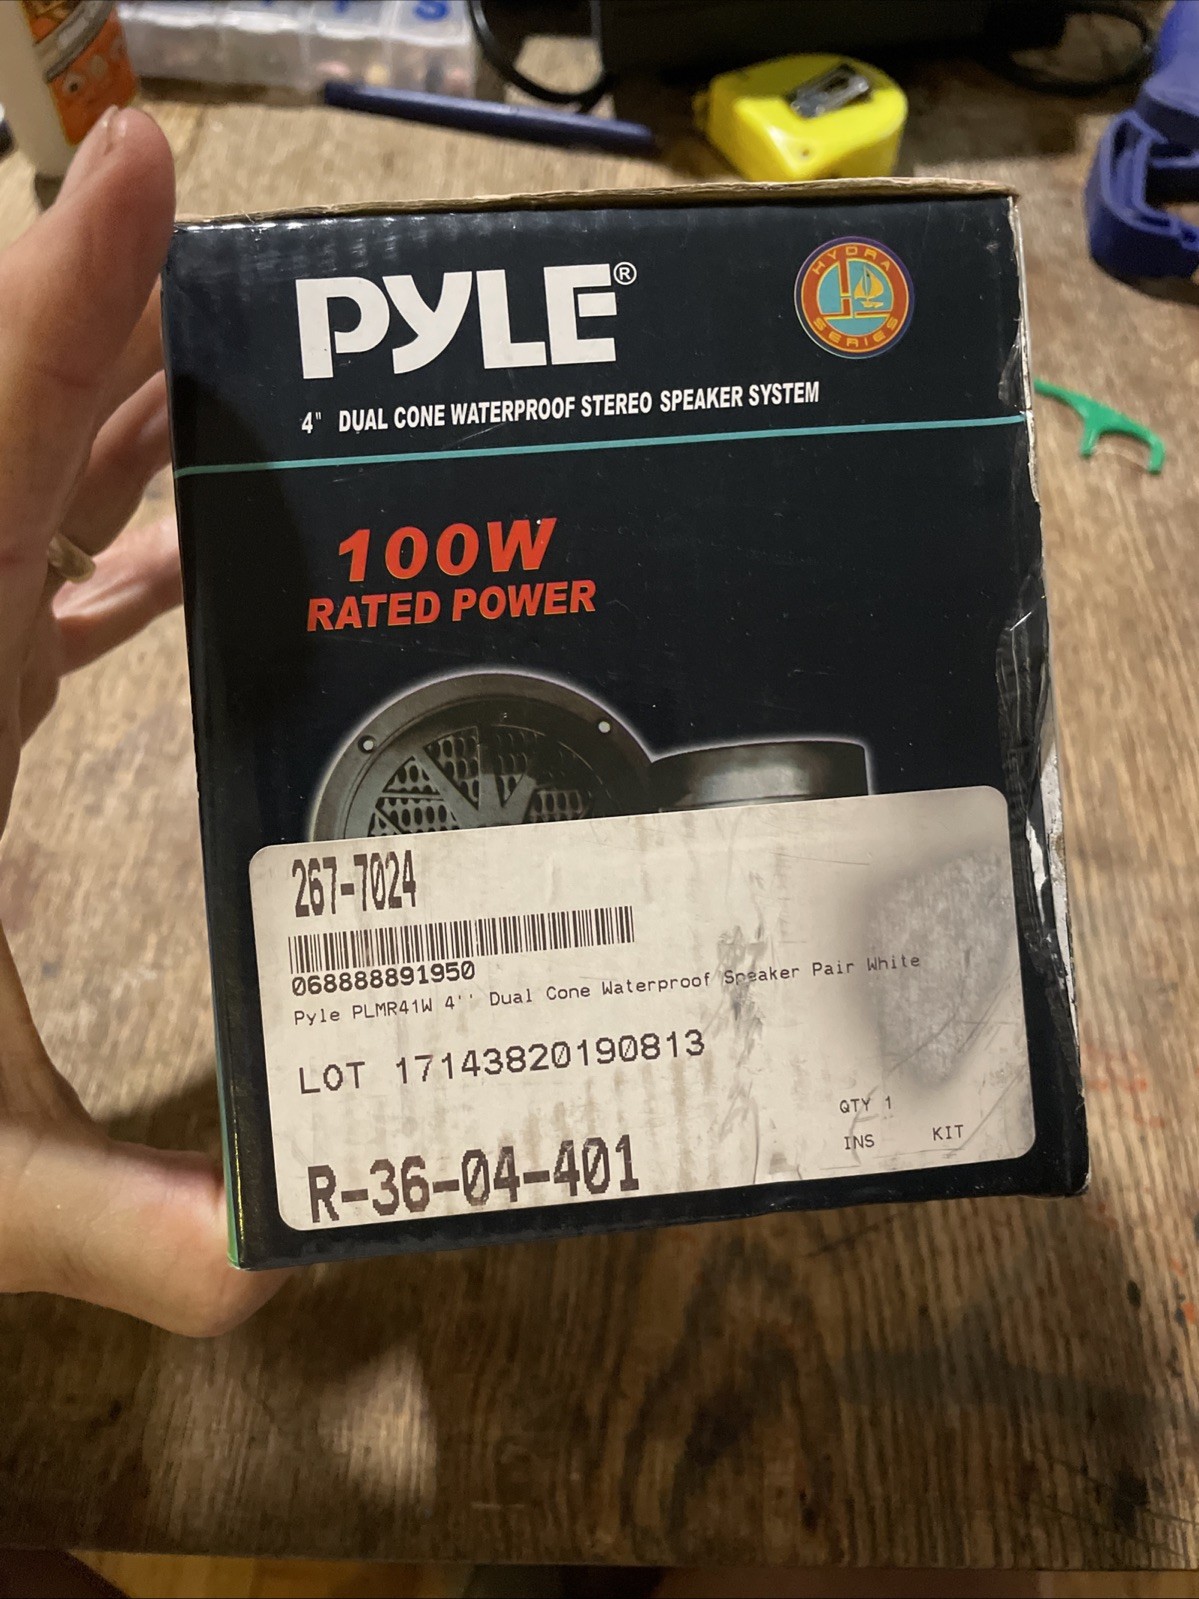 S
PYLE®
HYDRA
SERIES
4" DUAL CONE WATERPROOF STEREO SPEAKER SYSTEM
100W
RATED POWER
267-7024
068888891950
Pyle PLMR41W 4'' Dual Cone Waterproof Speaker Pair White
LOT 17143820190813
QTY 1
INS KIT
R-36-04-401